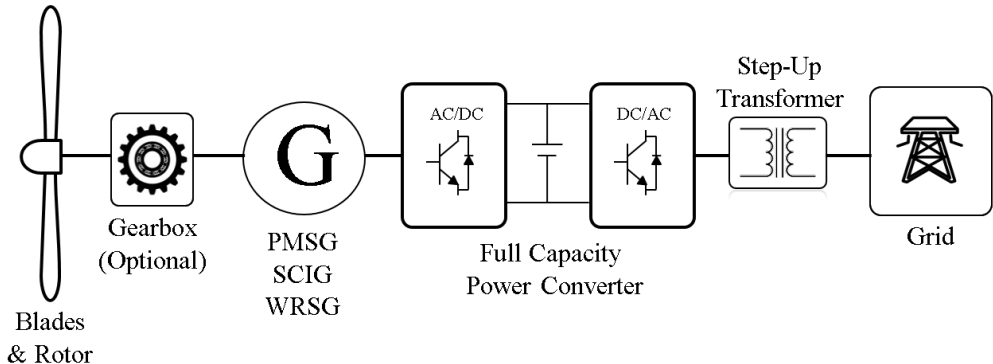 Blades
& Rotor
Gearbox
(Optional)
G
PMSG
SCIG
WRSG
AC/DC
DC/AC
Full Capacity
Power Converter
Step-Up
Transformer
Grid